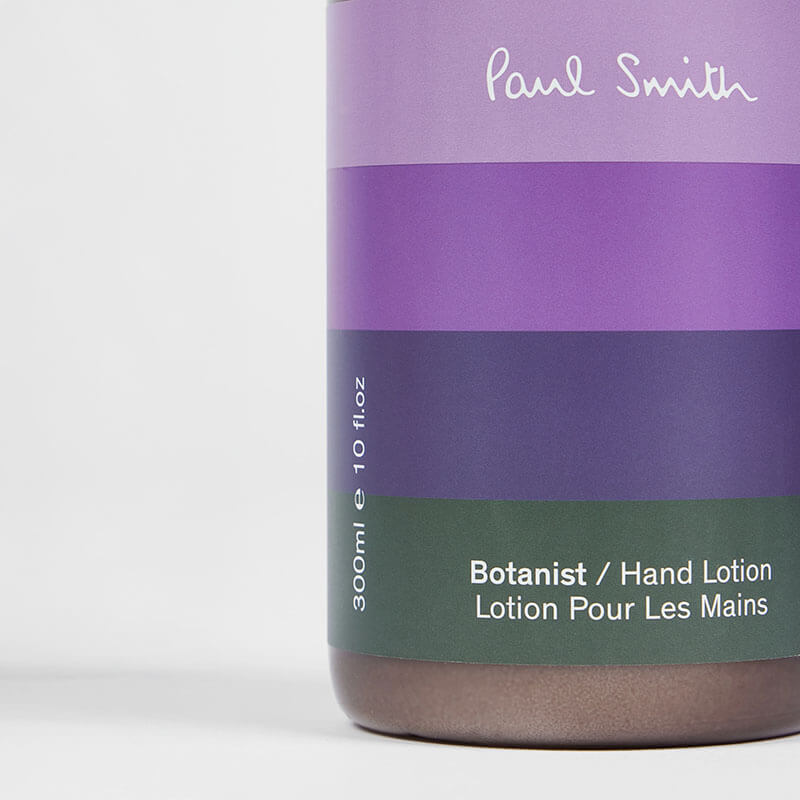 Paul Smith
300ml e 10 fl.oz
Botanist / Hand Lotion
Lotion Pour Les Mains